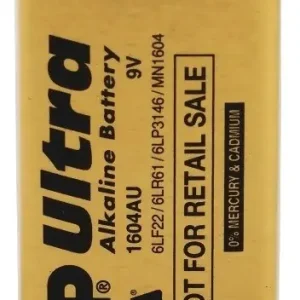 P Ultra
®
Alkaline Battery
1604AU 9V
6LF22 / 6LR61 / 6LP3146 / MN1604
OT FOR RETAIL SALE
0% MERCURY & CADMIUM